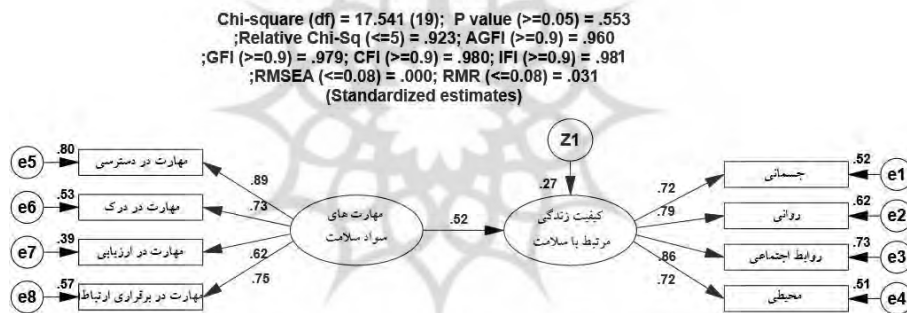 Chi-square (df) = 17.541 (19); P value (>=0.05) = .553
;Relative Chi-Sq (<=5) = .923; AGFI (>=0.9) = .960
;GFI (>=0.9) = .979; CFI (>=0.9) = .980; IFI (>=0.9) = .981
;RMSEA (<=0.08) = .000; RMR (<=0.08) = .031
(Standardized estimates)
Z1
e5
.80
مهارت در دسترسی
.89
e6
.53
مهارت در درک
.73
e7
.39
مهارت در ارزیابی
.62
e8
.57
مهارت در برقراری ارتباط
.75
مهارت های
سواد سلامت
.52
.27
کیفیت زندگی
مرتبط با سلامت
.72
جسمانی
.52
e1
.79
روانی
.62
e2
.86
روابط اجتماعی
.73
e3
.72
محیطی
.51
e4